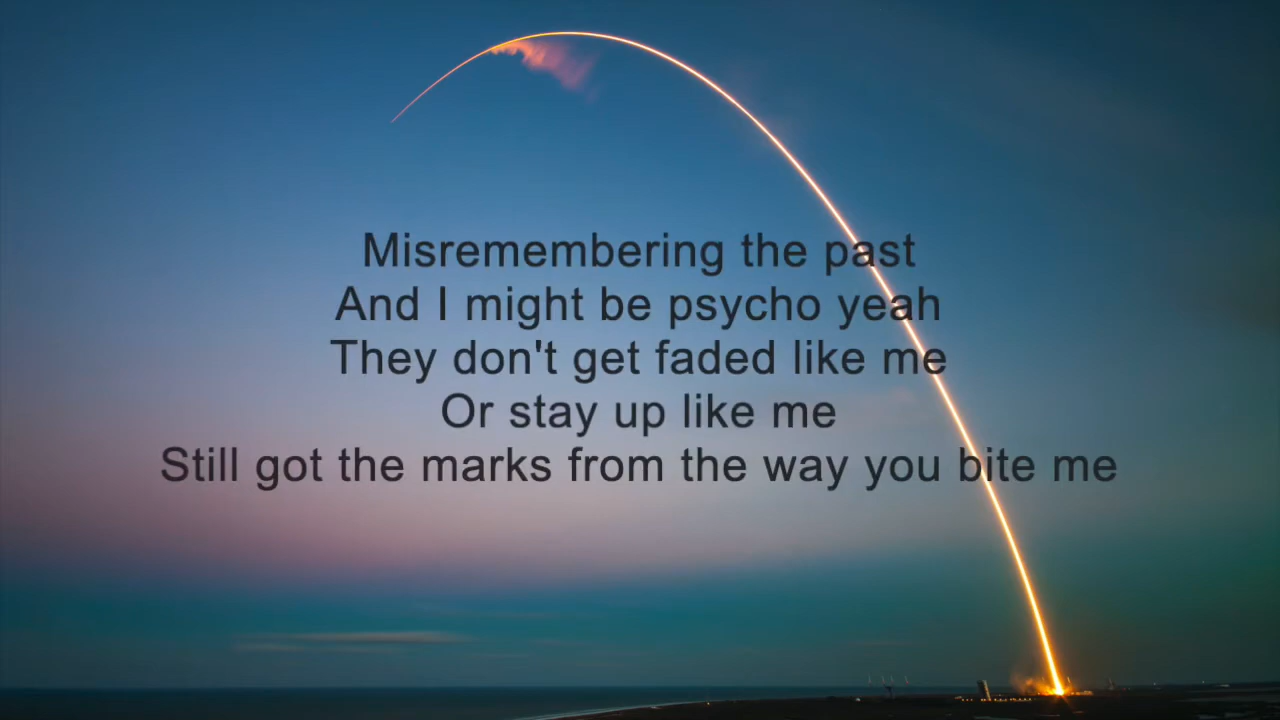 Misremembering the past
And I might be psycho yeah
They don't get faded like me
Or stay up like me
Still got the marks from the way you bite me